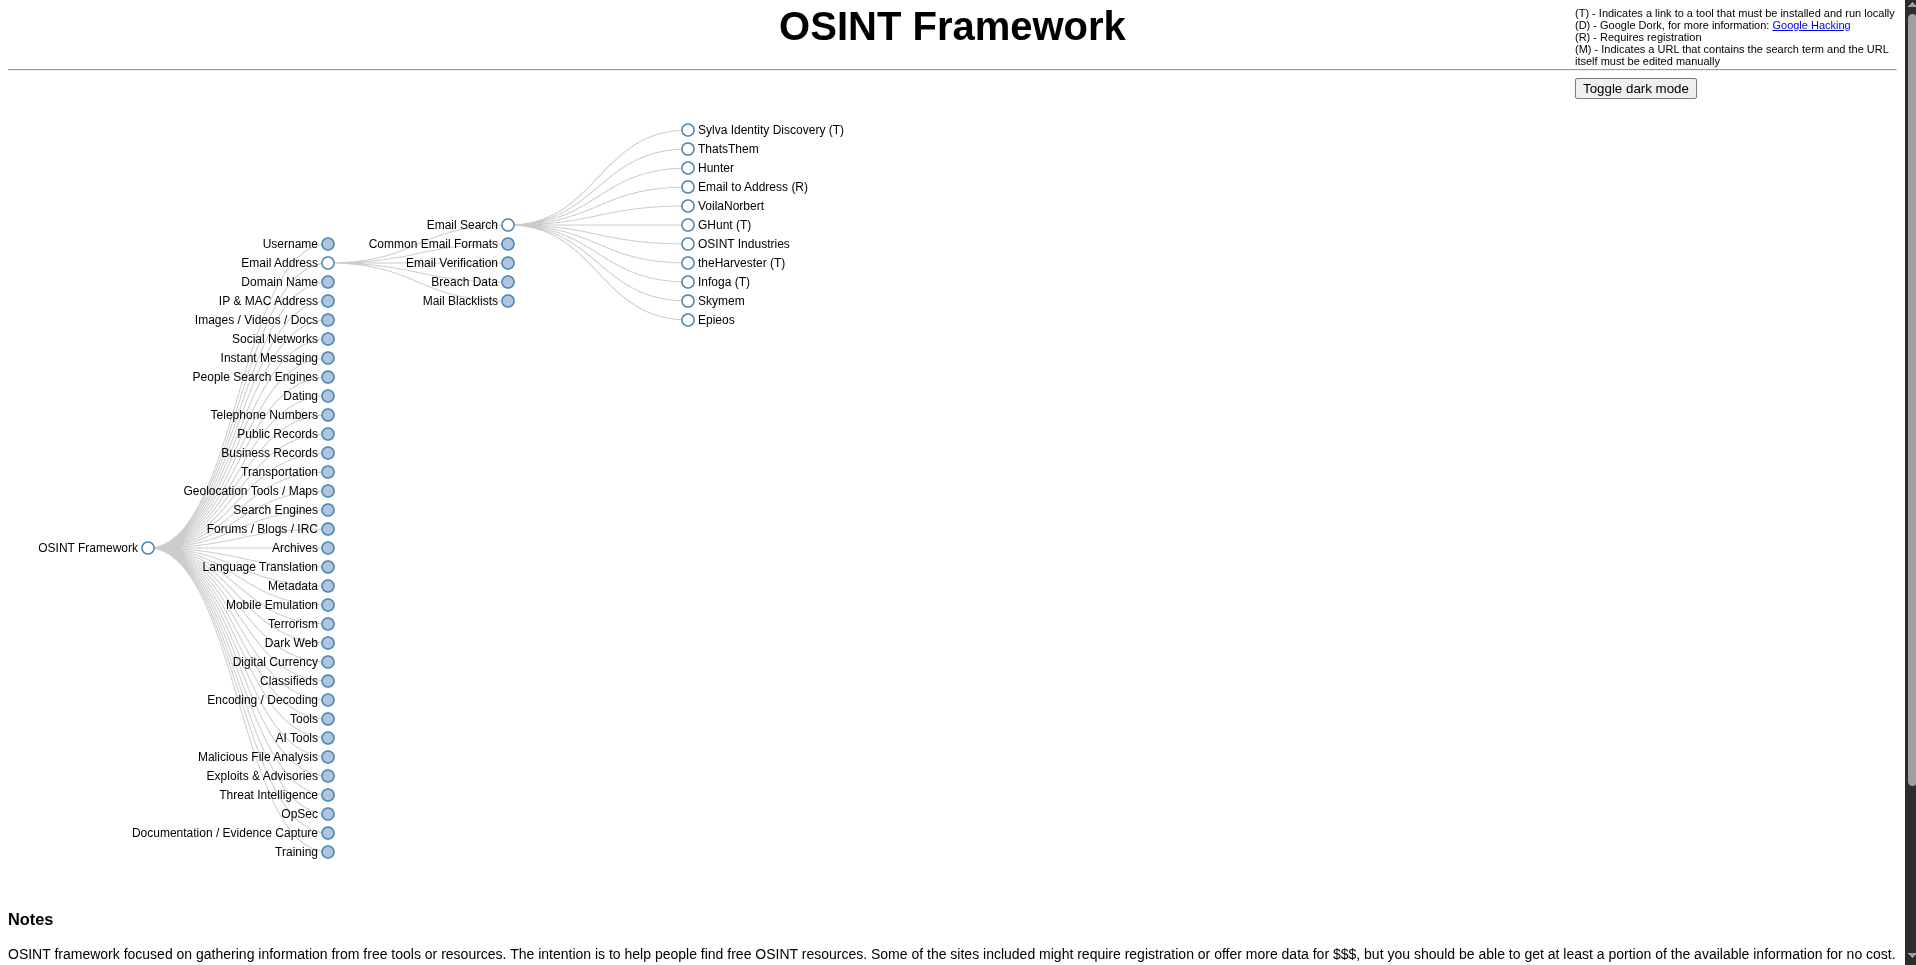 OSINT Framework
(T) - Indicates a link to a tool that must be installed and run locally
(D) - Google Dork, for more information: Google Hacking
(R) - Requires registration
(M) - Indicates a URL that contains the search term and the URL
itself must be edited manually
Toggle dark mode
OSINT Framework
Username
Email Address
Domain Name
IP & MAC Address
Images / Videos / Docs
Social Networks
Instant Messaging
People Search Engines
Dating
Telephone Numbers
Public Records
Business Records
Transportation
Geolocation Tools / Maps
Search Engines
Forums / Blogs / IRC
Archives
Language Translation
Metadata
Mobile Emulation
Terrorism
Dark Web
Digital Currency
Classifieds
Encoding / Decoding
Tools
AI Tools
Malicious File Analysis
Exploits & Advisories
Threat Intelligence
OpSec
Documentation / Evidence Capture
Training
Email Search
Common Email Formats
Email Verification
Breach Data
Mail Blacklists
Sylva Identity Discovery (T)
ThatsThem
Hunter
Email to Address (R)
VoilaNorbert
GHunt (T)
OSINT Industries
theHarvester (T)
Infoga (T)
Skymem
Epieos
Notes
OSINT framework focused on gathering information from free tools or resources. The intention is to help people find free OSINT resources. Some of the sites included might require registration or offer more data for $$$, but you should be able to get at least a portion of the available information for no cost.